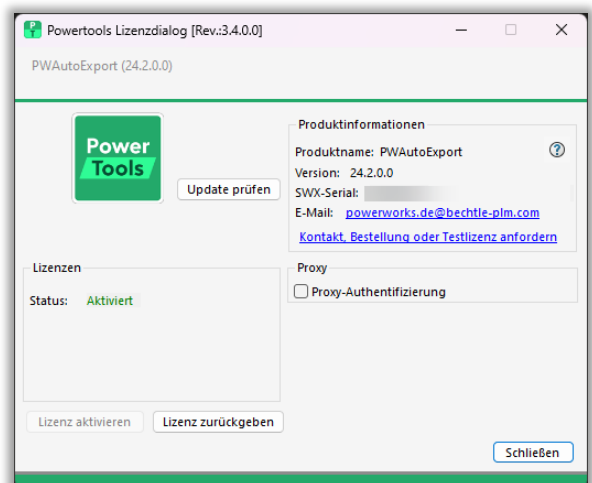 Powertools Lizenzdialog [Rev.:3.4.0.0]
PWAutoExport (24.2.0.0)
Power
Tools
Update prüfen
Produktinformationen
Produktname: PWAutoExport
Version: 24.2.0.0
SWX-Serial:
E-Mail: powerworks.de@bechtle-plm.com
Kontakt, Bestellung oder Testlizenz anfordern
Lizenzen
Status: Aktiviert
Proxy
Proxy-Authentifizierung
Lizenz aktivieren
Lizenz zurückgeben
Schließen